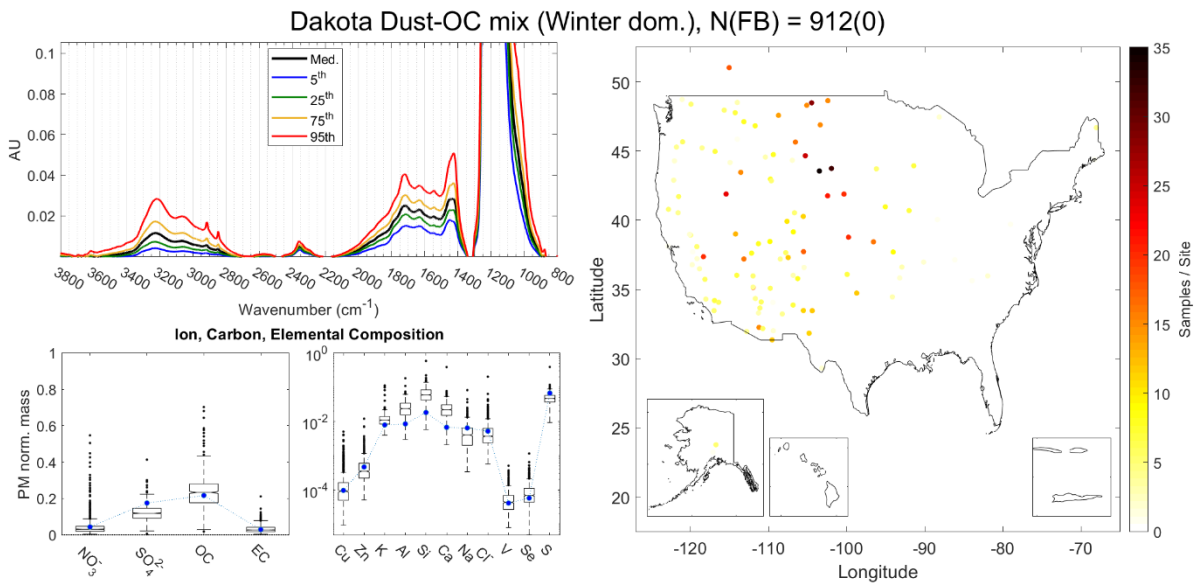 Dakota Dust-OC mix (Winter dom.), N(FB) = 912(0)
0.1
0.08
0.06
0.04
0.02
AU
Med.
5th
25th
75th
95th
3800 3600 3400 3200 3000 2800 2600 2400 2200 2000 1800 1600 1400 1200 1000 800
Wavenumber (cm-1)
Ion, Carbon, Elemental Composition
1
0.8
0.6
0.4
0.2
0
PM norm. mass
NO3- SO42- OC EC
10^0
10^-2
10^-4
Cu Zn K Al Si Ca Na Cl V Se S
50
45
40
35
30
25
20
Latitude
-120 -110 -100 -90 -80 -70
Longitude
35
30
25
20
15
10
5
0
Samples / Site